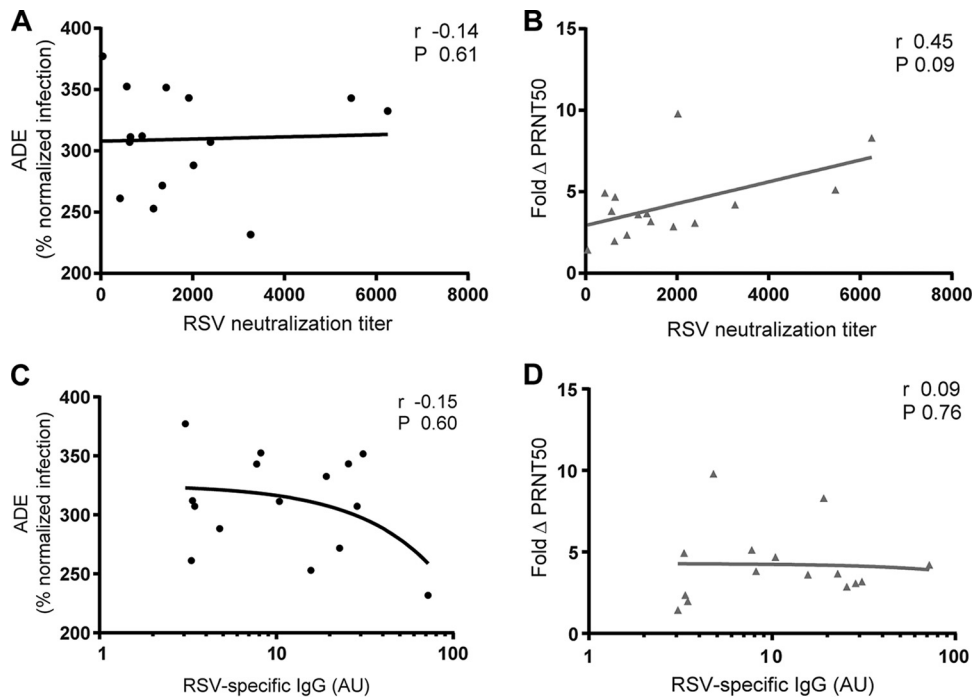 A
r -0.14
P 0.61
ADE
(% normalized infection)
400
350
300
250
200
0 2000 4000 6000 8000
RSV neutralization titer
B
r 0.45
P 0.09
Fold Δ PRNT50
15
10
5
0
0 2000 4000 6000 8000
RSV neutralization titer
C
r -0.15
P 0.60
ADE
(% normalized infection)
400
350
300
250
200
1 10 100
RSV-specific IgG (AU)
D
r 0.09
P 0.76
Fold Δ PRNT50
15
10
5
0
1 10 100
RSV-specific IgG (AU)